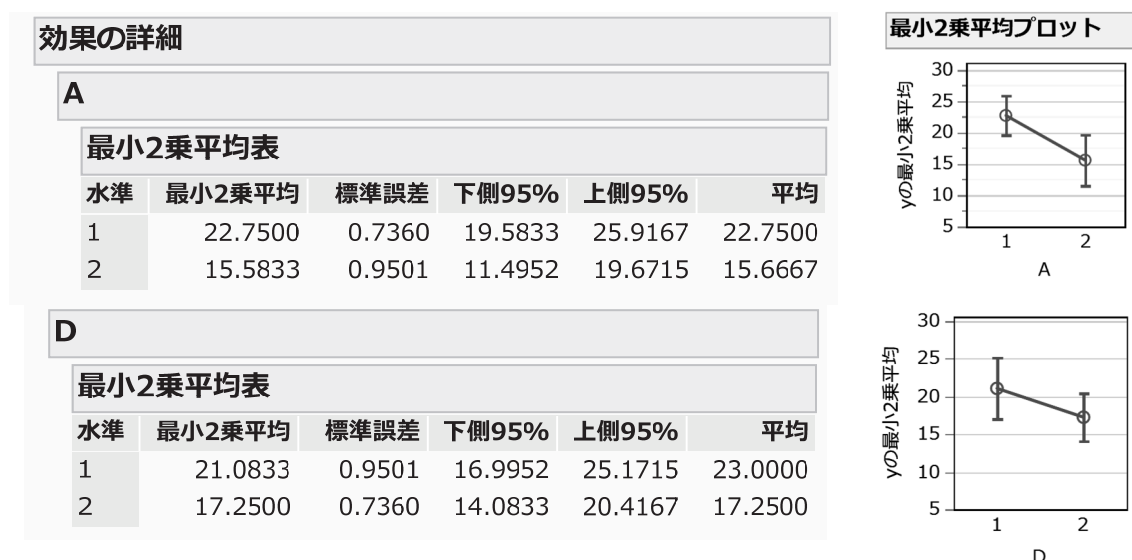 効果の詳細
A
最小2乗平均表
水準 最小2乗平均 標準誤差 下側95% 上側95% 平均
1 22.7500 0.7360 19.5833 25.9167 22.7500
2 15.5833 0.9501 11.4952 19.6715 15.6667
D
最小2乗平均表
水準 最小2乗平均 標準誤差 下側95% 上側95% 平均
1 21.0833 0.9501 16.9952 25.1715 23.0000
2 17.2500 0.7360 14.0833 20.4167 17.2500
最小2乗平均プロット
yの最小2乗平均
30
25
20
15
10
5
1 2
A
yの最小2乗平均
30
25
20
15
10
5
1 2
D